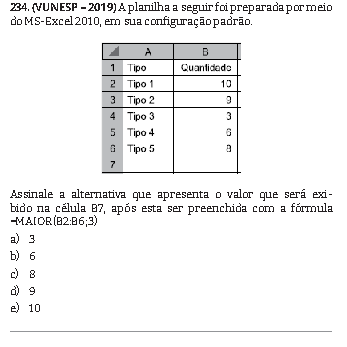 234. (VUNESP – 2019) A planilha a seguir foi preparada por meio
do MS-Excel 2010, em sua configuração padrão.
A B
1 Tipo Quantidade
2 Tipo 1 10
3 Tipo 2 9
4 Tipo 3 3
5 Tipo 4 6
6 Tipo 5 8
7
Assinale a alternativa que apresenta o valor que será exi-
bido na célula B7, após esta ser preenchida com a fórmula
=MAIOR(B2:B6;3)
a) 3
b) 6
c) 8
d) 9
e) 10